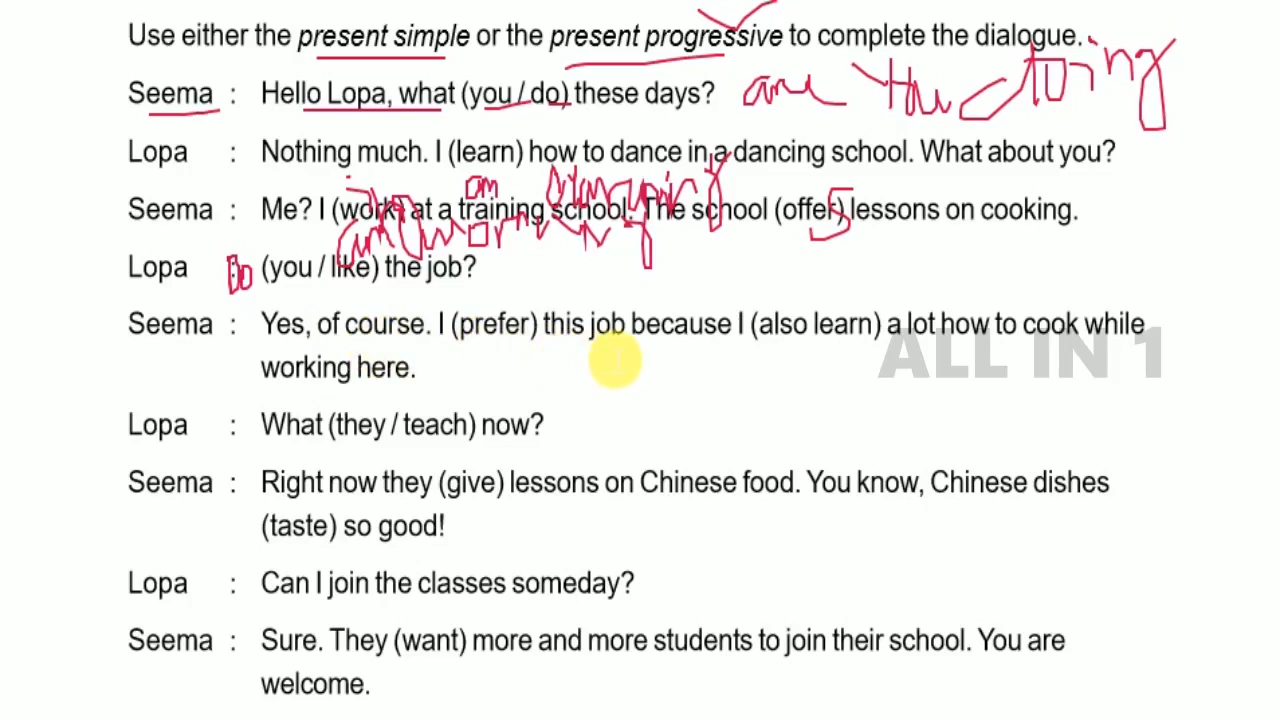 Use either the present simple or the present progressive to complete the dialogue.
Seema : Hello Lopa, what (you / do) these days? are
Lopa : Nothing much. I (learn) how to dance in a dancing school. What about you?
am
Seema : Me? I (work) at a training school. The school (offer) s lessons on cooking.
Lopa : Do (you / like) the job?
Seema : Yes, of course. I (prefer) this job because I (also learn) a lot how to cook while
working here.
ALL IN 1
Lopa : What (they / teach) now?
Seema : Right now they (give) lessons on Chinese food. You know, Chinese dishes
(taste) so good!
Lopa : Can I join the classes someday?
Seema : Sure. They (want) more and more students to join their school. You are
welcome.